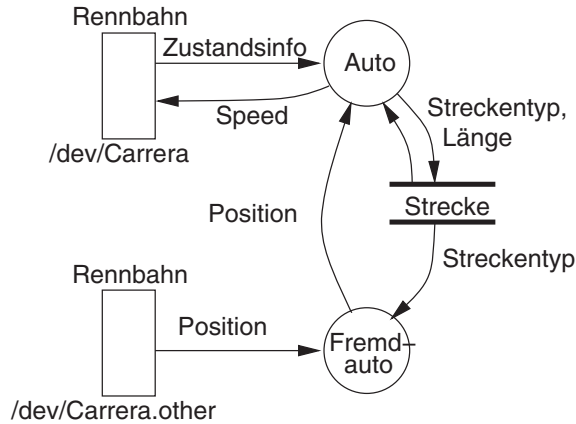 Rennbahn
Zustandsinfo
Auto
Speed
/dev/Carrera
Streckentyp,
Länge
Strecke
Position
Streckentyp
Rennbahn
Position
Fremd–
auto
/dev/Carrera.other